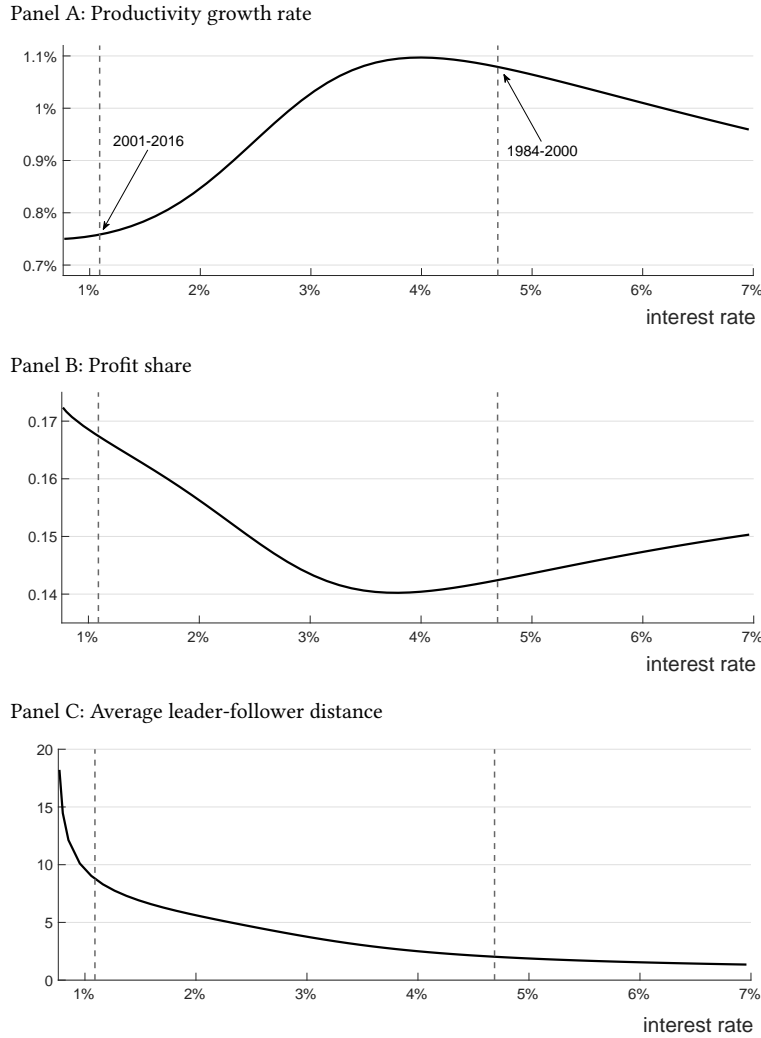 Panel A: Productivity growth rate
1.1%
1%
0.9%
0.8%
0.7%
2001-2016
1984-2000
1% 2% 3% 4% 5% 6% 7%
interest rate
Panel B: Profit share
0.17
0.16
0.15
0.14
1% 2% 3% 4% 5% 6% 7%
interest rate
Panel C: Average leader-follower distance
20
15
10
5
0
1% 2% 3% 4% 5% 6% 7%
interest rate